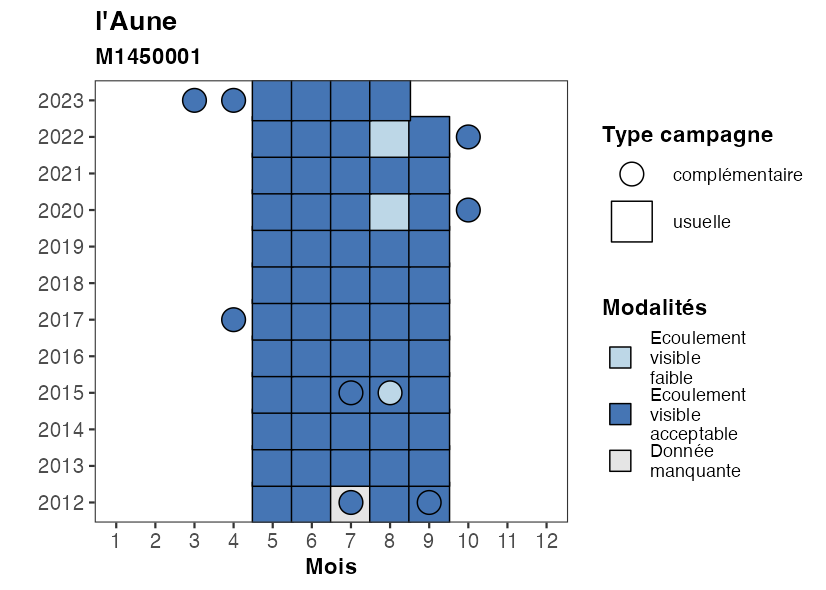 l'Aune
M1450001
2023
2022
2021
2020
2019
2018
2017
2016
2015
2014
2013
2012
1 2 3 4 5 6 7 8 9 10 11 12
Mois
Type campagne
complémentaire
usuelle
Modalités
Ecoulement
visible
faible
Ecoulement
visible
acceptable
Donnée
manquante